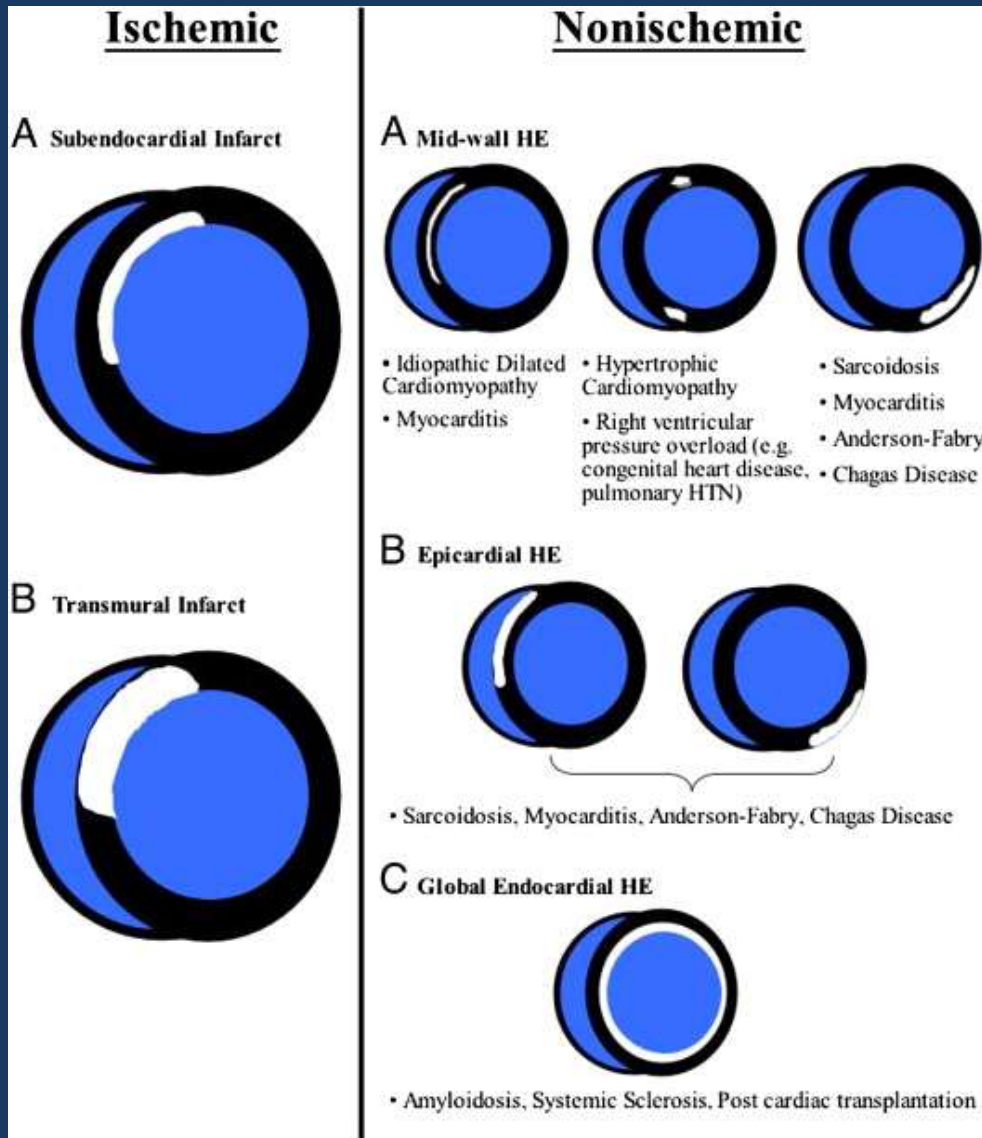 Ischemic
A Subendocardial Infarct
B Transmural Infarct
Nonischemic
A Mid-wall HE
• Idiopathic Dilated
Cardiomyopathy
• Myocarditis
• Hypertrophic
Cardiomyopathy
• Right ventricular
pressure overload (e.g.
congenital heart disease,
pulmonary HTN)
• Sarcoidosis
• Myocarditis
• Anderson-Fabry
• Chagas Disease
B Epicardial HE
• Sarcoidosis, Myocarditis, Anderson-Fabry, Chagas Disease
C Global Endocardial HE
• Amyloidosis, Systemic Sclerosis, Post cardiac transplantation